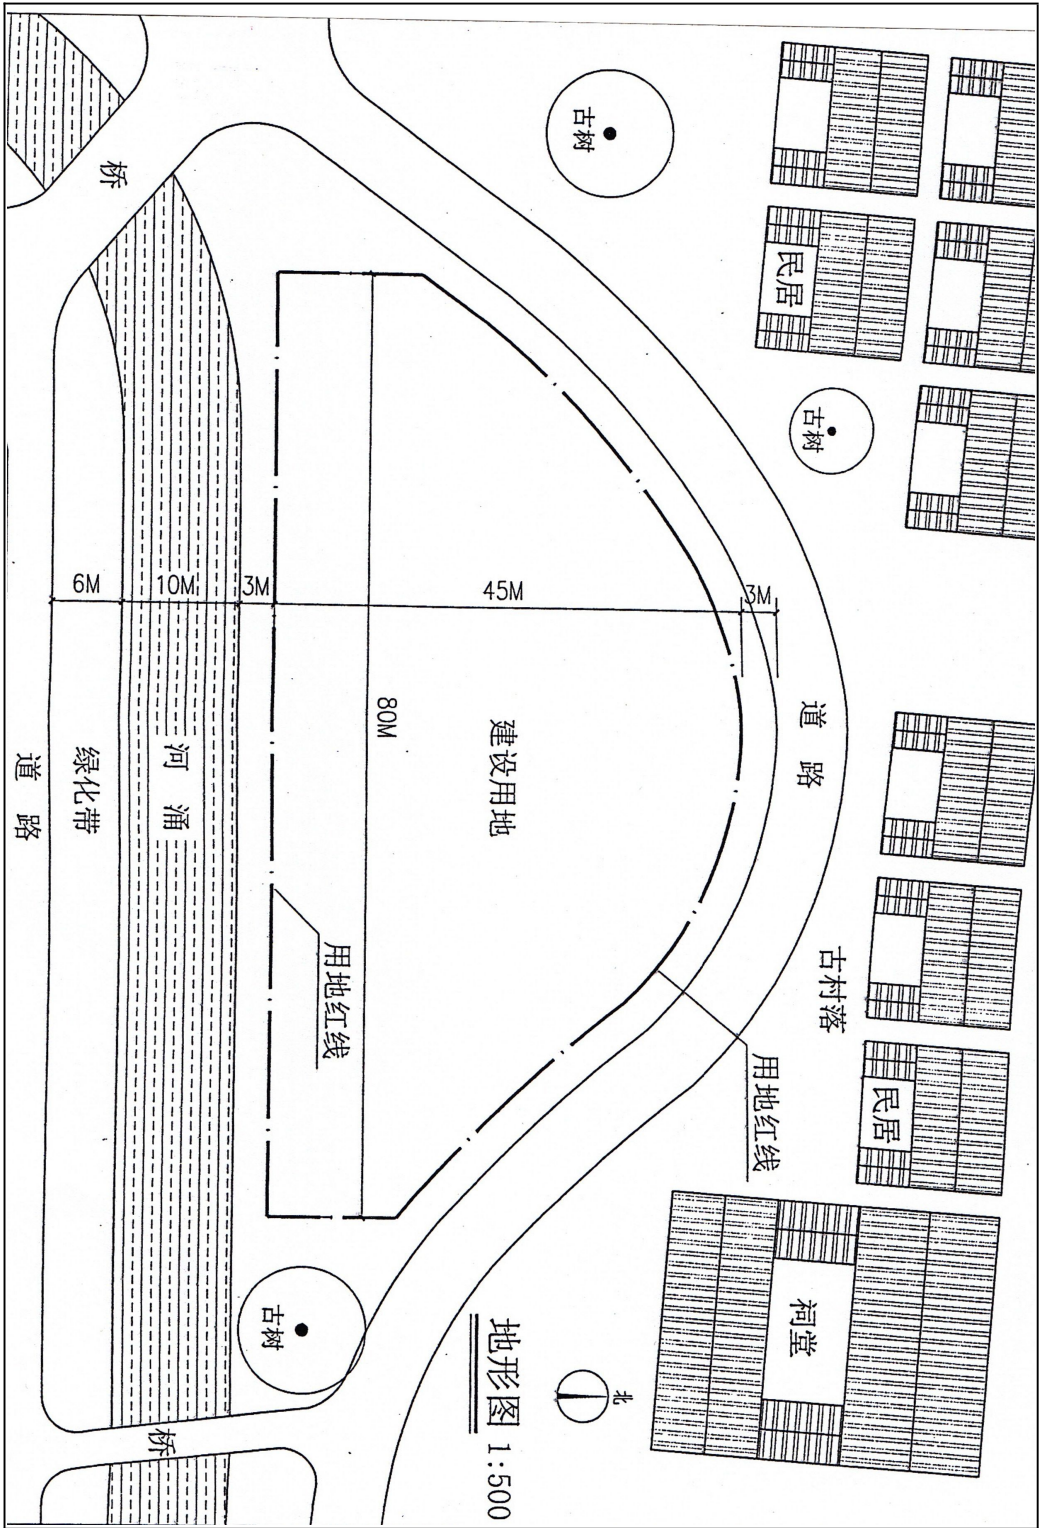 民居
古村落
古树
道路
祠堂
民居
用地红线
3M
北
古树
建设用地
45M
地形图 1:500
80M
用地红线
古树
3M
河涌
10M
桥
桥
绿化带
6M
道路